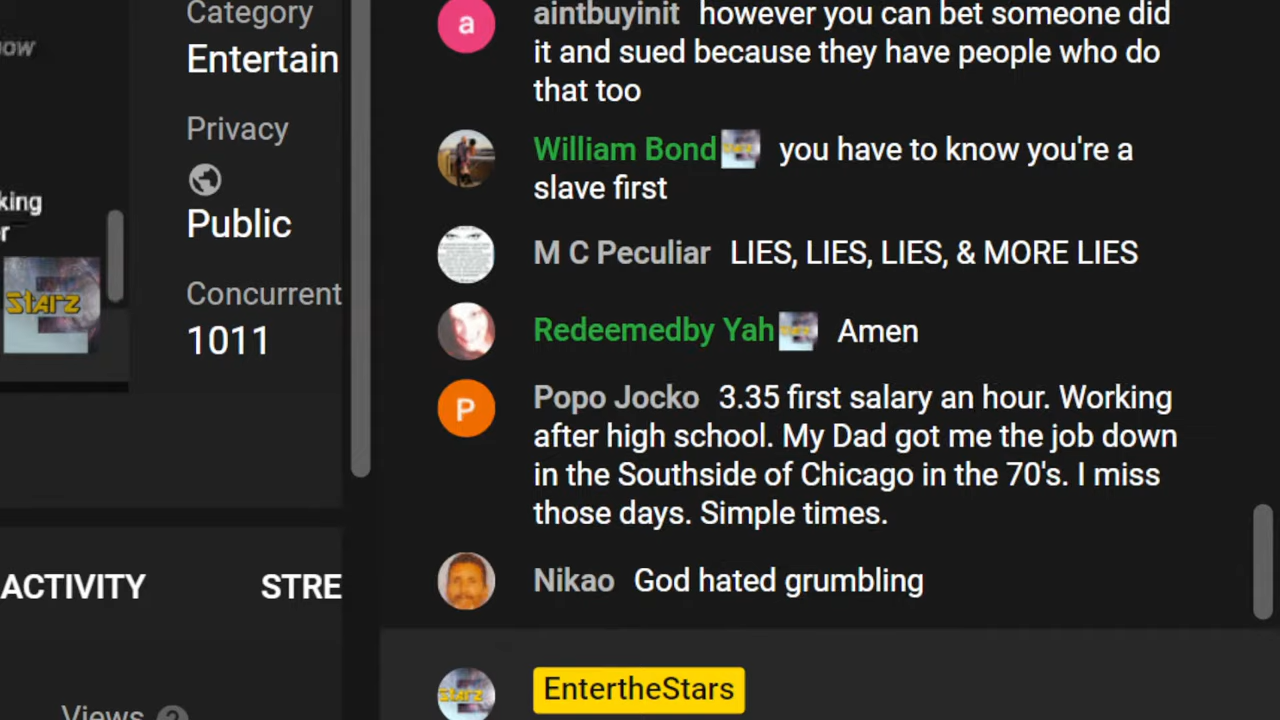 Category
Entertain
Privacy
Public
Concurrent
1011
ow
king
r
Starz
ACTIVITY STRE
Views ?
a
aintbuyinit however you can bet someone did
it and sued because they have people who do
that too
William Bond you have to know you're a
slave first
M C Peculiar LIES, LIES, LIES, & MORE LIES
Redeemedby Yah Amen
P
Popo Jocko 3.35 first salary an hour. Working
after high school. My Dad got me the job down
in the Southside of Chicago in the 70's. I miss
those days. Simple times.
Nikao God hated grumbling
Starz
EntertheStars